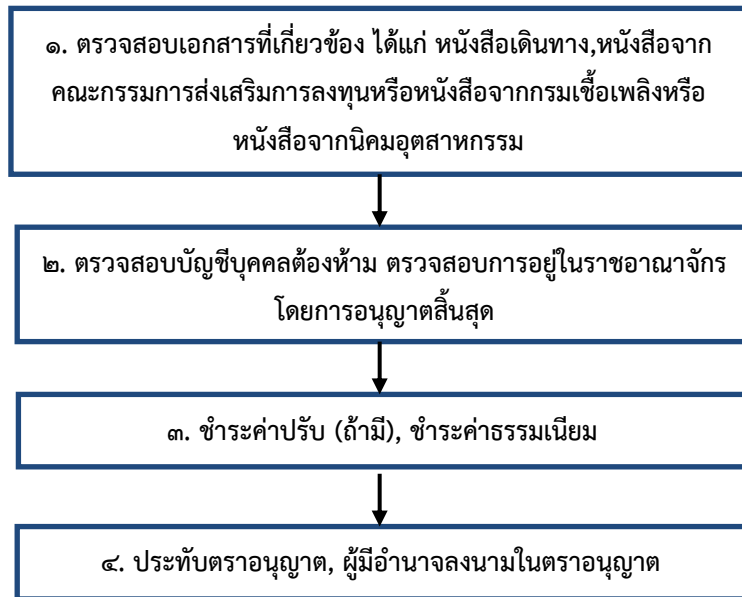 ๑. ตรวจสอบเอกสารที่เกี่ยวข้อง ได้แก่ หนังสือเดินทาง,หนังสือจาก
คณะกรรมการส่งเสริมการลงทุนหรือหนังสือจากกรมเชื้อเพลิงหรือ
หนังสือจากนิคมอุตสาหกรรม
๒. ตรวจสอบบัญชีบุคคลต้องห้าม ตรวจสอบการอยู่ในราชอาณาจักร
โดยการอนุญาตสิ้นสุด
๓. ชำระค่าปรับ (ถ้ามี), ชำระค่าธรรมเนียม
๔. ประทับตราอนุญาต, ผู้มีอำนาจลงนามในตราอนุญาต